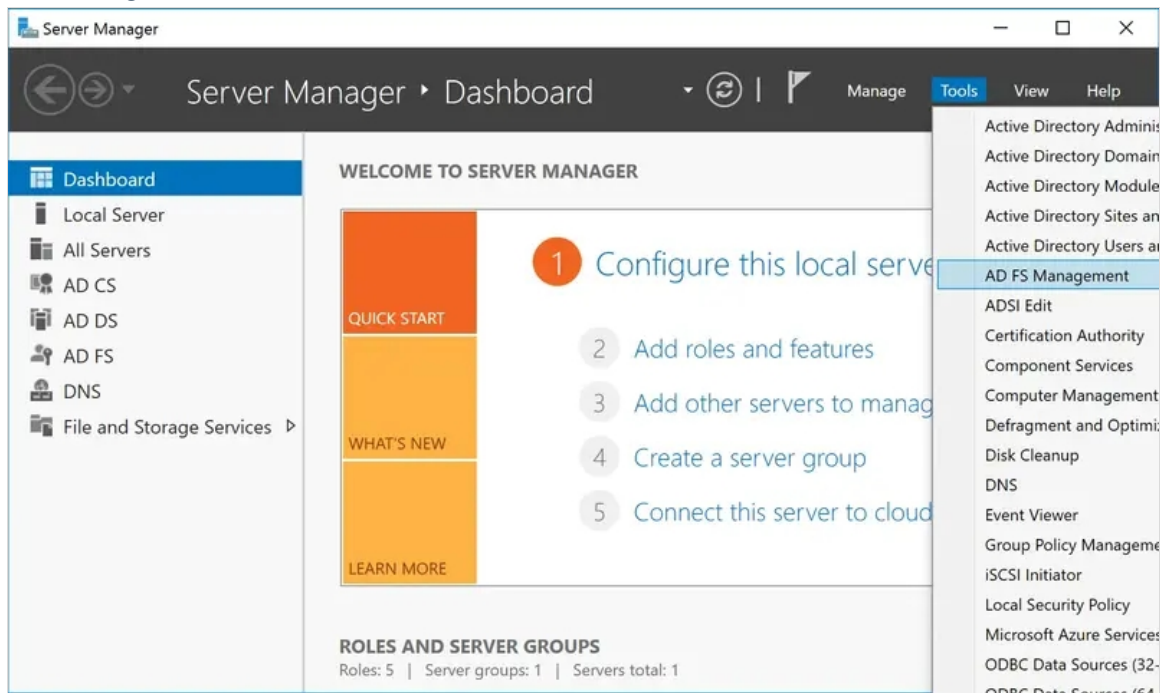 Server Manager
Server Manager ‣ Dashboard
Manage Tools View Help
Dashboard
Local Server
All Servers
AD CS
AD DS
AD FS
DNS
File and Storage Services
WELCOME TO SERVER MANAGER
QUICK START
WHAT'S NEW
LEARN MORE
1 Configure this local serve
2 Add roles and features
3 Add other servers to manag
4 Create a server group
5 Connect this server to cloud
ROLES AND SERVER GROUPS
Roles: 5 | Server groups: 1 | Servers total: 1
Active Directory Adminis
Active Directory Domain
Active Directory Module
Active Directory Sites an
Active Directory Users a
AD FS Management
ADSI Edit
Certification Authority
Component Services
Computer Management
Defragment and Optimi
Disk Cleanup
DNS
Event Viewer
Group Policy Manageme
iSCSI Initiator
Local Security Policy
Microsoft Azure Services
ODBC Data Sources (32-